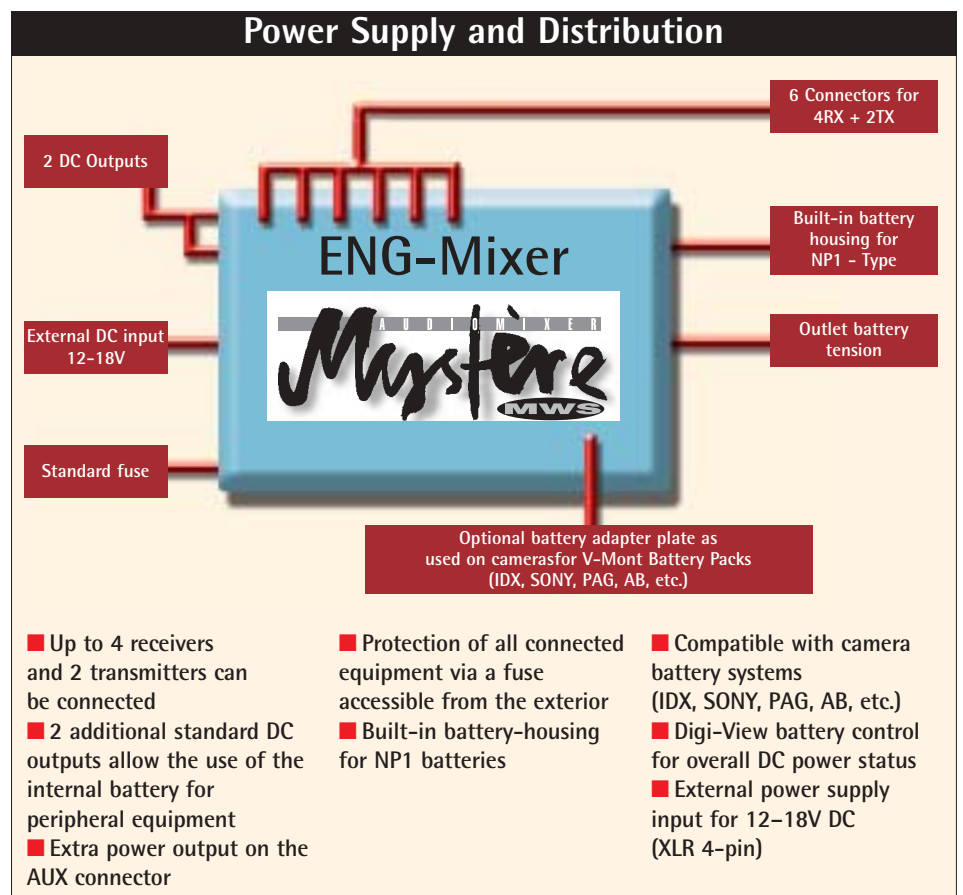 Power Supply and Distribution
6 Connectors for
4RX + 2TX
2 DC Outputs
Built-in battery
housing for
NP1 - Type
ENG-Mixer
AUDIOMIXER
Mystère
MWS
External DC input
12-18V
Outlet battery
tension
Standard fuse
Optional battery adapter plate as
used on camerasfor V-Mont Battery Packs
(IDX, SONY, PAG, AB, etc.)
■ Up to 4 receivers
and 2 transmitters can
be connected
■ 2 additional standard DC
outputs allow the use of the
internal battery for
peripheral equipment
■ Extra power output on the
AUX connector
■ Protection of all connected
equipment via a fuse
accessible from the exterior
■ Built-in battery-housing
for NP1 batteries
■ Compatible with camera
battery systems
(IDX, SONY, PAG, AB, etc.)
■ Digi-View battery control
for overall DC power status
■ External power supply
input for 12–18V DC
(XLR 4-pin)